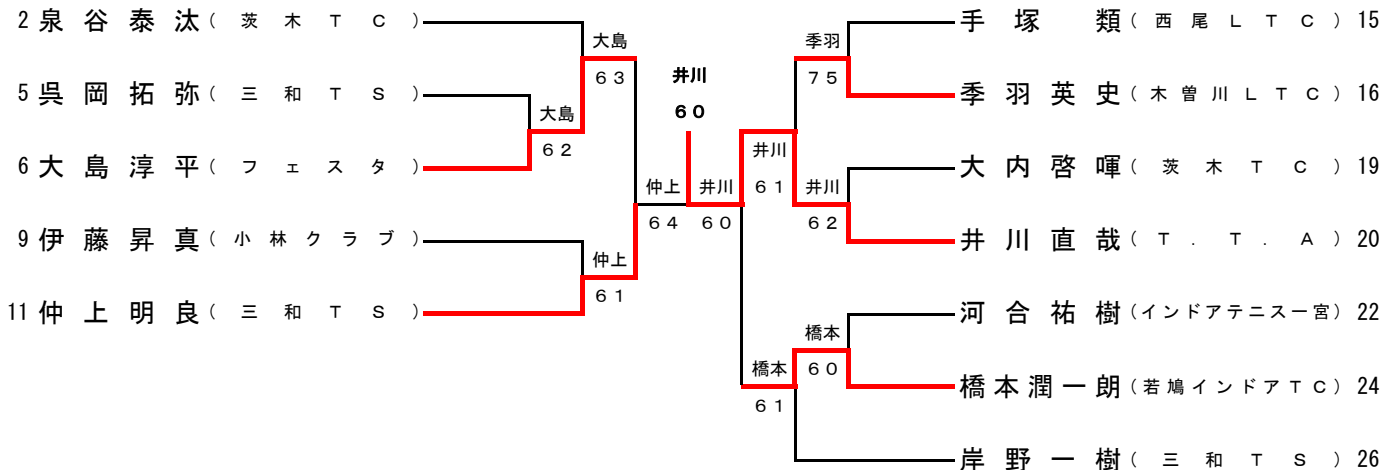 2 泉谷泰汰(茨木TC)
大島
63
5 呉岡拓弥(三和TS)
大島
62
6 大島淳平(フェスタ)
9 伊藤昇真(小林クラブ)
仲上
61
11 仲上明良(三和TS)
仲上
64
井川
60
井川
60
手塚類(西尾LTC) 15
季羽
75
季羽英史(木曽川LTC) 16
井川
61
大内啓暉(茨木TC) 19
井川
62
井川直哉(T.T.A) 20
河合祐樹(インドアテニス一宮) 22
橋本
60
橋本潤一朗(若鳩インドアTC) 24
橋本
61
岸野一樹(三和TS) 26